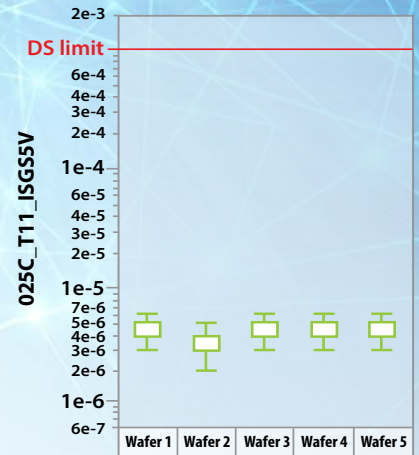 2e-3
DS limit
6e-4
4e-4
3e-4
2e-4
1e-4
6e-5
4e-5
3e-5
2e-5
1e-5
7e-6
5e-6
4e-6
3e-6
2e-6
1e-6
6e-7
025C_T11_ISGS5V
Wafer 1 Wafer 2 Wafer 3 Wafer 4 Wafer 5